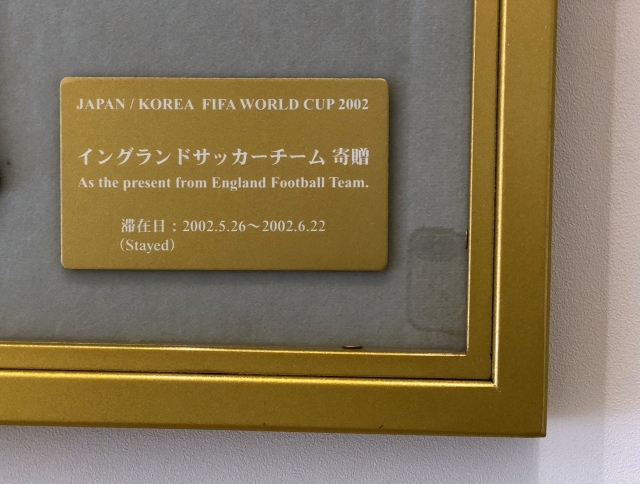 JAPAN / KOREA FIFA WORLD CUP 2002
イングランドサッカーチーム 寄贈
As the present from England Football Team.
滞在日：2002.5.26〜2002.6.22
（Stayed）